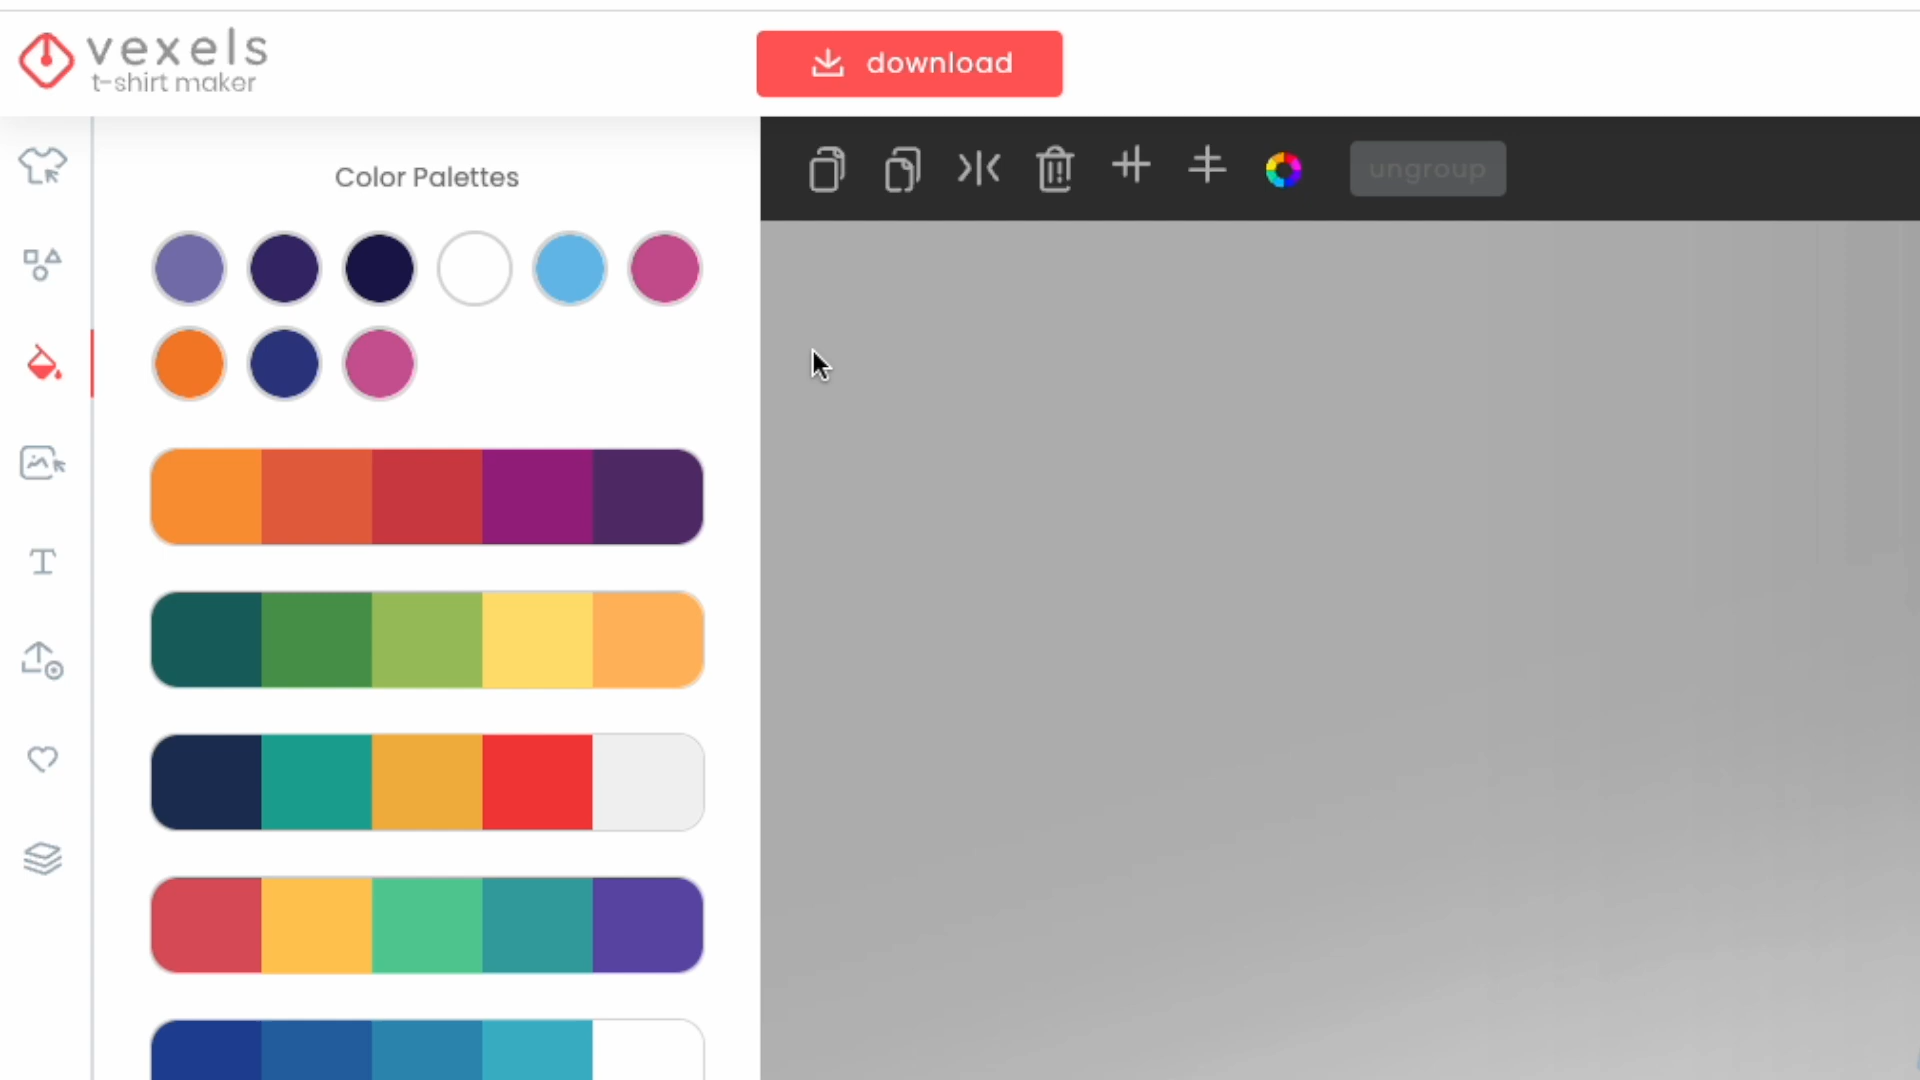 vexels
t-shirt maker
download
ungroup
Color Palettes